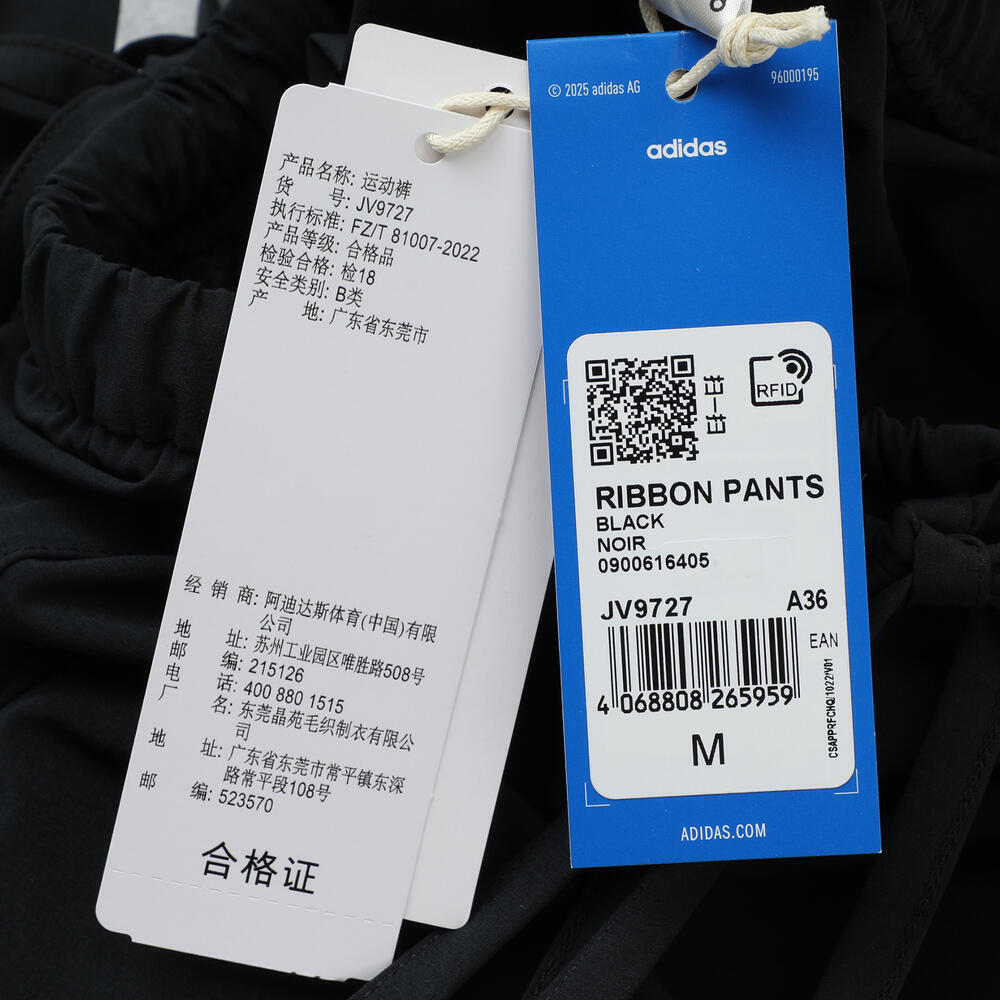 产品名称: 运动裤
货 号: JV9727
执行标准: FZ/T 81007-2022
产品等级: 合格品
检验合格: 检18
安全类别: B类
产 地: 广东省东莞市
经 销 商: 阿迪达斯体育(中国)有限
公司
地 址: 苏州工业园区唯胜路508号
邮 编: 215126
电 话: 400 880 1515
厂 名: 东莞晶苑毛织制衣有限公
司
地 址: 广东省东莞市常平镇东深
路常平段108号
邮 编: 523570
合格证
© 2025 adidas AG
96000195
adidas
RFID
RIBBON PANTS
BLACK
NOIR
0900616405
JV9727 A36
EAN
4 068808 265959
CSAPPRFCHQ/1022/V01
M
ADIDAS.COM